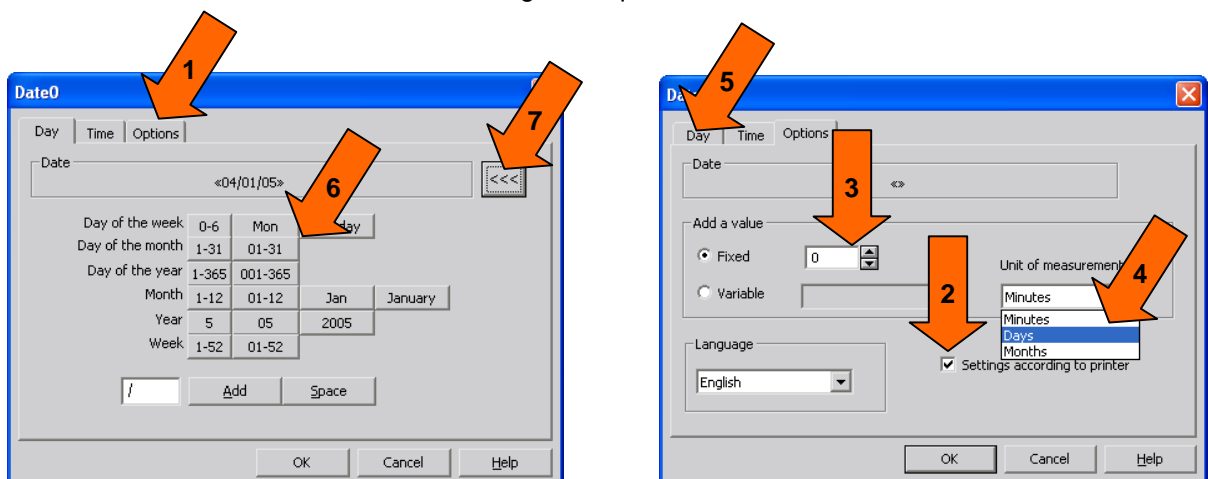 1
Date0
Day Time Options
7
Date
«04/01/05»
<<<
6
Day of the week 0-6 Mon
Day of the month 1-31 01-31
Day of the year 1-365 001-365
Month 1-12 01-12 Jan January
Year 5 05 2005
Week 1-52 01-52
/ Add Space
OK Cancel Help
5
Day Time Options
Date
«»
3
Add a value
Fixed 0
Unit of measurement
4
Variable
2
Minutes
Minutes
Days
Months
Language
Settings according to printer
English
OK Cancel Help